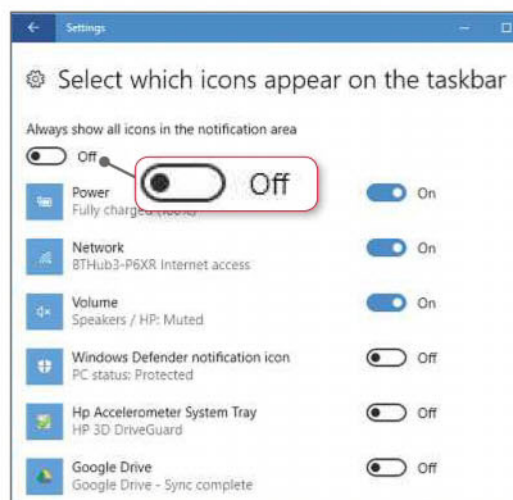 Settings
Select which icons appear on the taskbar
Always show all icons in the notification area
Off
Off
Power
On
Fully charged (100%)
Network
On
BTHub3-P6XR Internet access
Volume
On
Speakers / HP: Muted
Windows Defender notification icon
Off
PC status: Protected
Hp Accelerometer System Tray
Off
HP 3D DriveGuard
Google Drive
Off
Google Drive - Sync complete